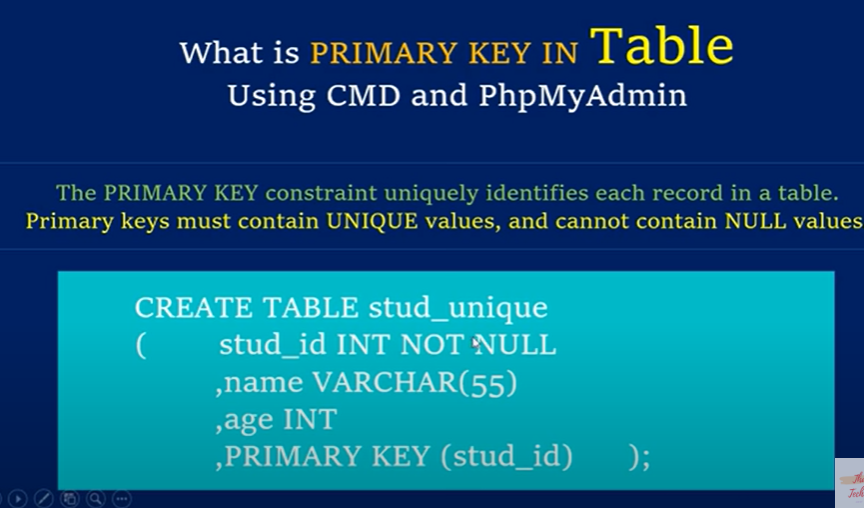 What is PRIMARY KEY IN Table
Using CMD and PhpMyAdmin
The PRIMARY KEY constraint uniquely identifies each record in a table.
Primary keys must contain UNIQUE values, and cannot contain NULL values
CREATE TABLE stud_unique
( stud_id INT NOT NULL
,name VARCHAR(55)
,age INT
,PRIMARY KEY (stud_id) );